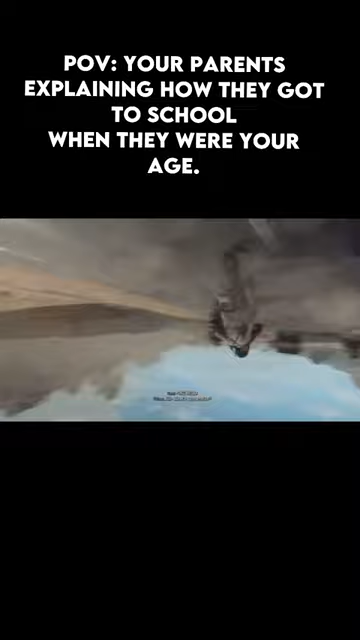 POV: YOUR PARENTS
EXPLAINING HOW THEY GOT
TO SCHOOL
WHEN THEY WERE YOUR
AGE.